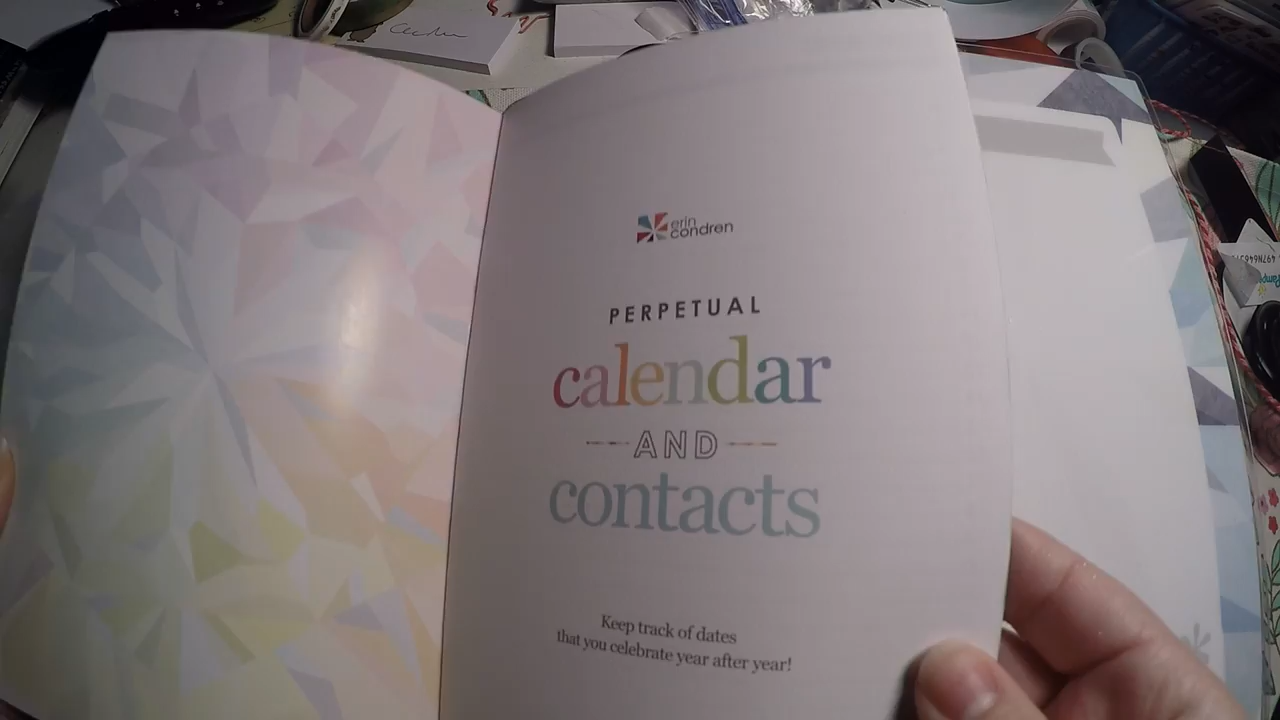 erin
condren
PERPETUAL
calendar
AND
contacts
Keep track of dates
that you celebrate year after year!